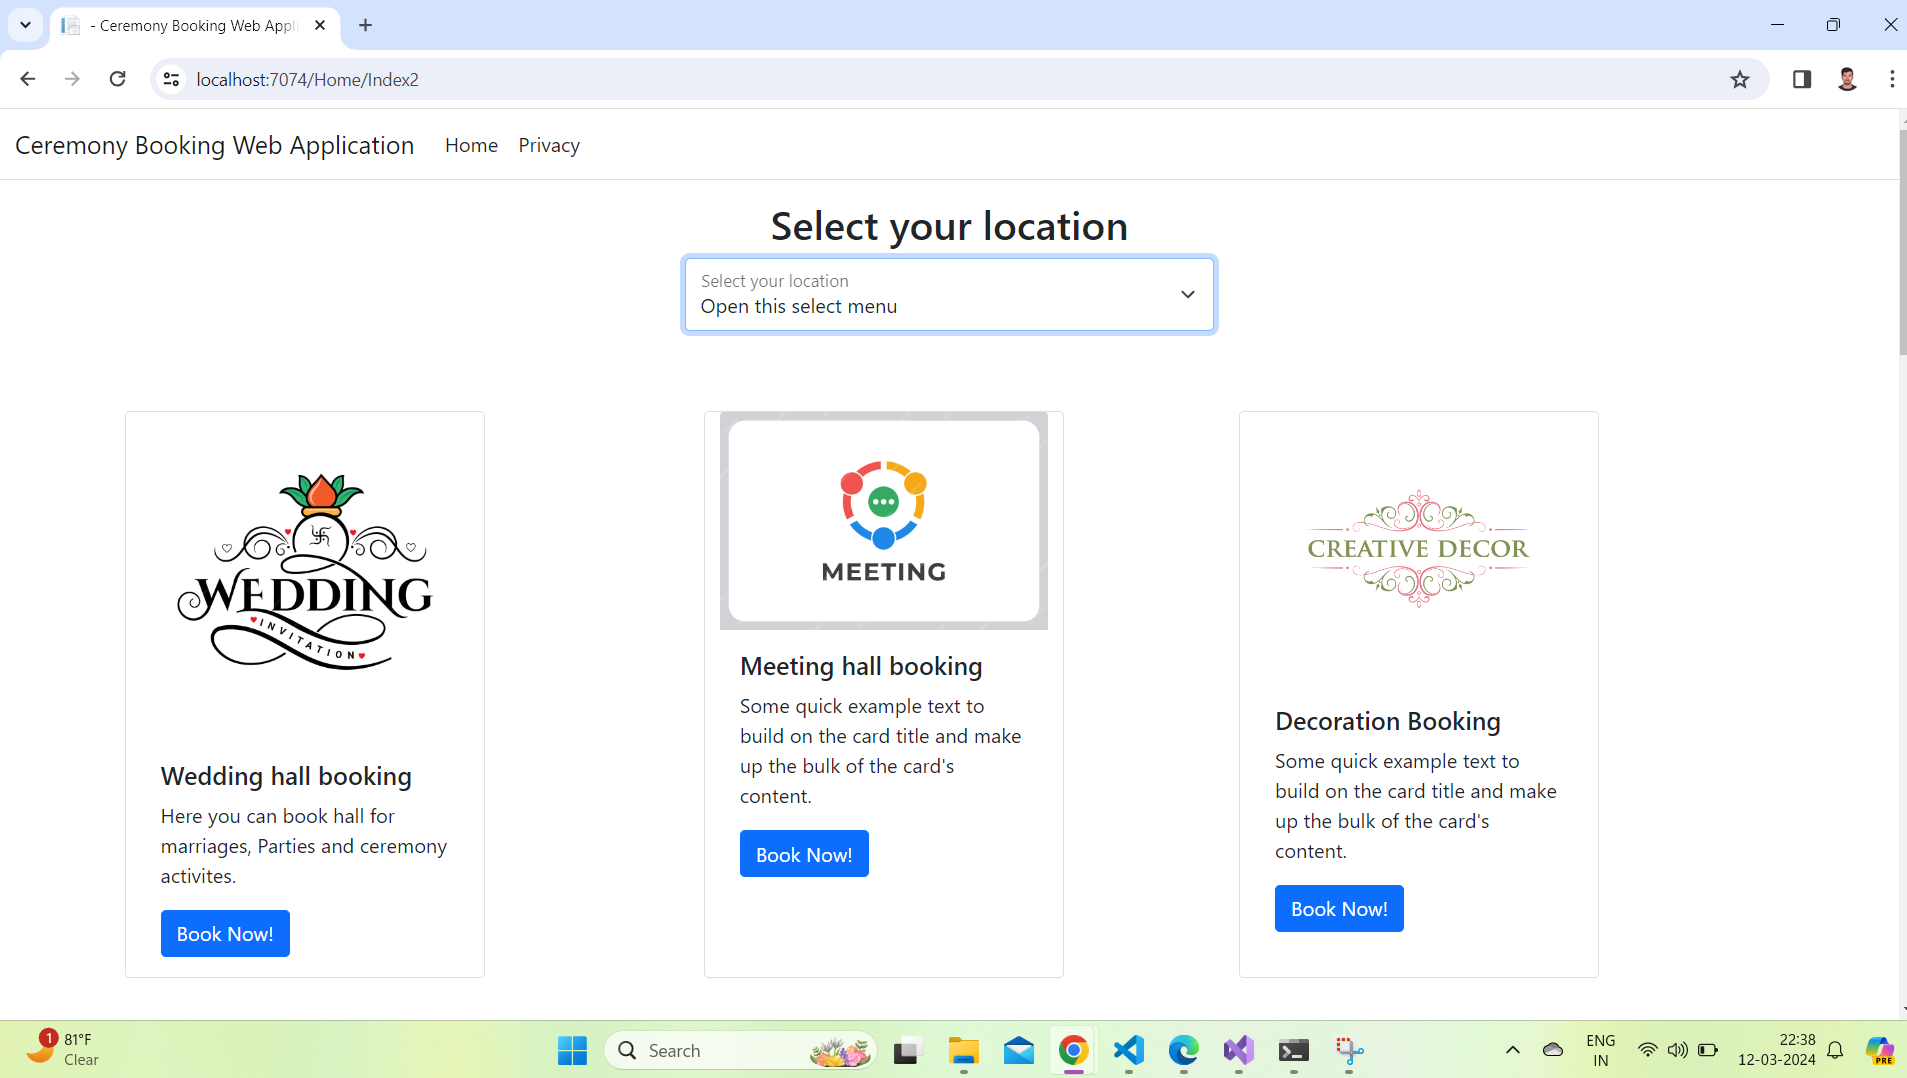 - Ceremony Booking Web Appli
localhost:7074/Home/Index2
Ceremony Booking Web Application
Home
Privacy
Select your location
Select your location
Open this select menu
WEDDING
INVITATION
Wedding hall booking
Here you can book hall for
marriages, Parties and ceremony
activites.
Book Now!
MEETING
Meeting hall booking
Some quick example text to
build on the card title and make
up the bulk of the card's
content.
Book Now!
CREATIVE DECOR
Decoration Booking
Some quick example text to
build on the card title and make
up the bulk of the card's
content.
Book Now!
1
81°F
Clear
Search
ENG
IN
22:38
12-03-2024
PRE